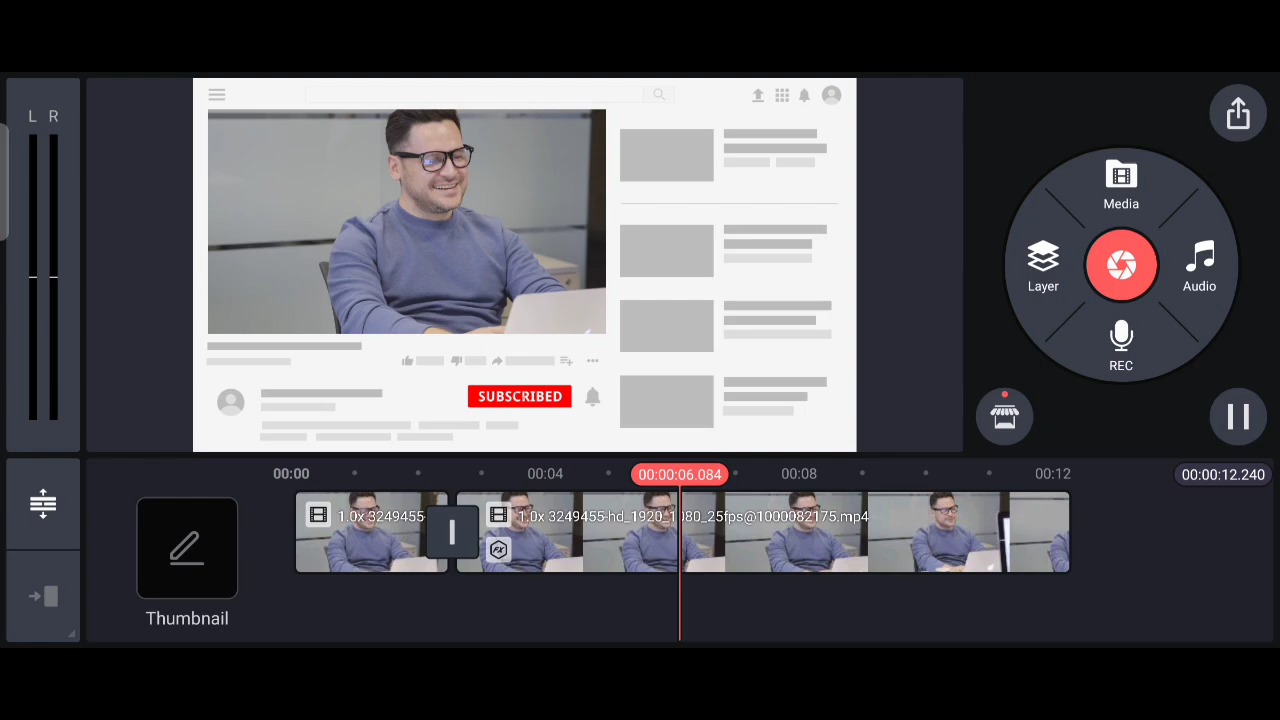 L R
Media
Layer
Audio
REC
SUBSCRIBED
00:00
00:04
00:00:06.084
00:08
00:12
00:00:12.240
1.0x 3249455-
1.0x 3249455-hd_1920_1080_25fps@1000082175.mp4
FX
Thumbnail